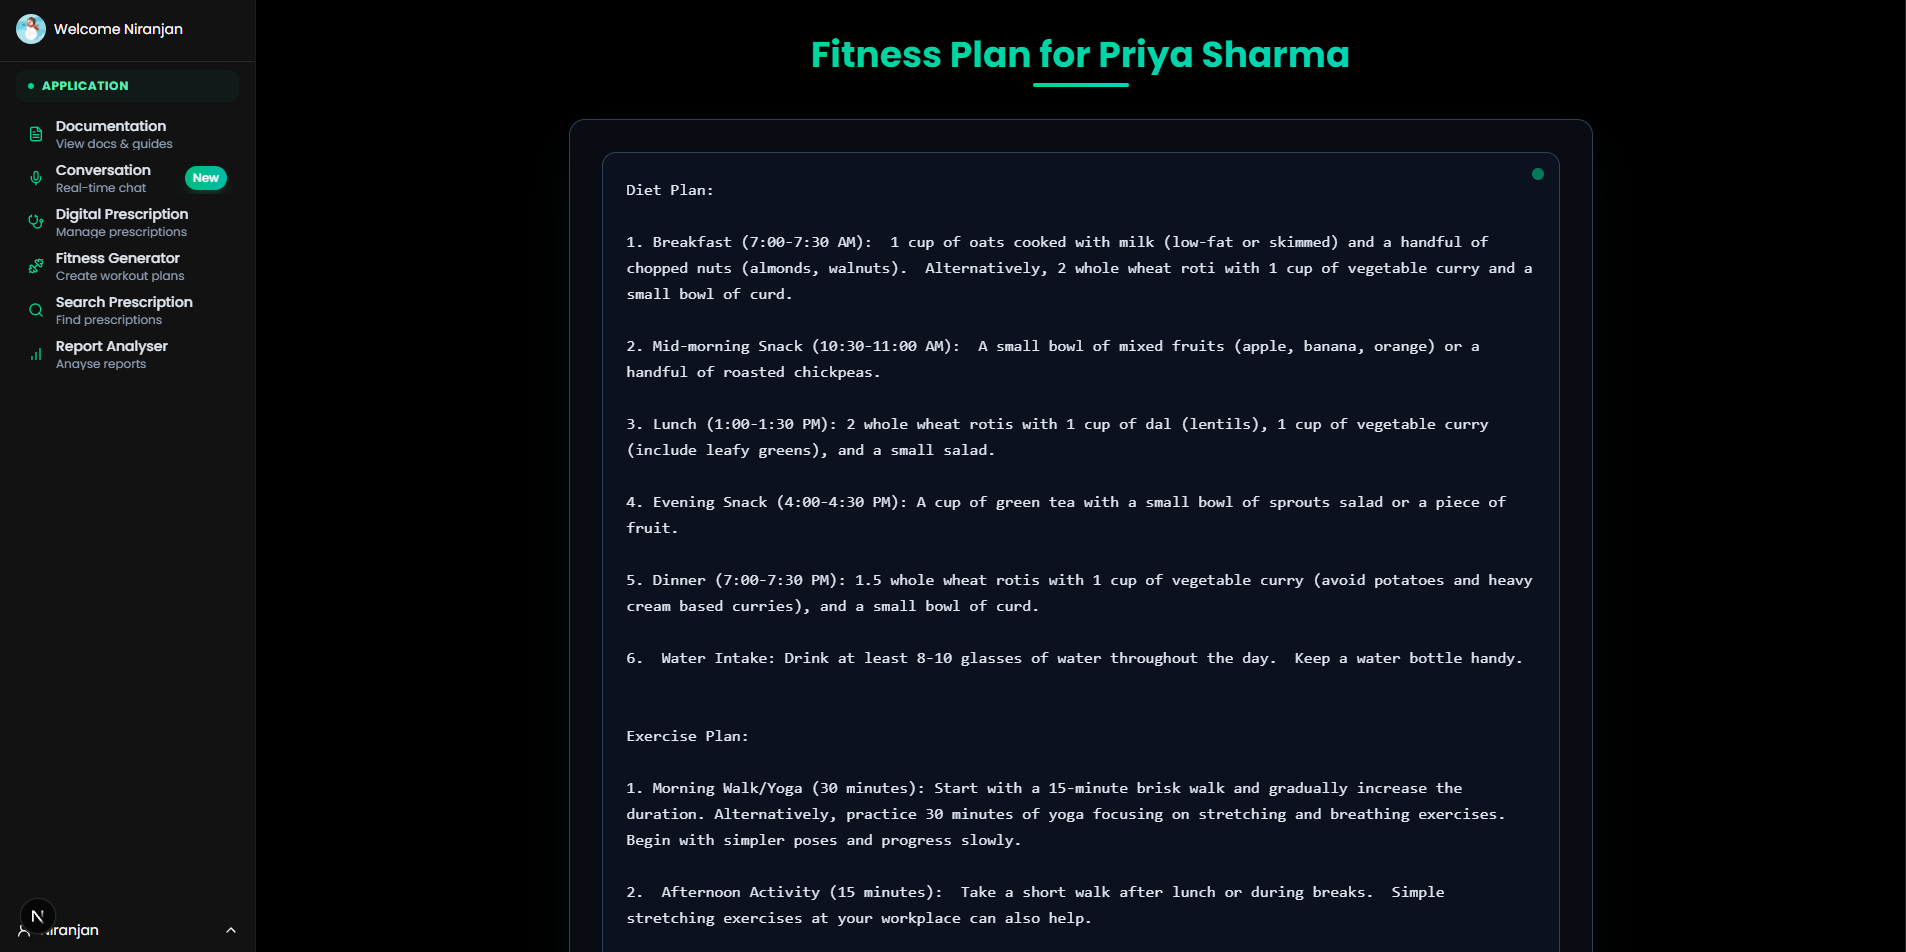 Welcome Niranjan
APPLICATION
Documentation
View docs & guides
Conversation
Real-time chat
New
Digital Prescription
Manage prescriptions
Fitness Generator
Create workout plans
Search Prescription
Find prescriptions
Report Analyser
Anayse reports
N
Niranjan
Fitness Plan for Priya Sharma
Diet Plan:
1. Breakfast (7:00-7:30 AM):  1 cup of oats cooked with milk (low-fat or skimmed) and a handful of
chopped nuts (almonds, walnuts).  Alternatively, 2 whole wheat roti with 1 cup of vegetable curry and a
small bowl of curd.
2. Mid-morning Snack (10:30-11:00 AM):  A small bowl of mixed fruits (apple, banana, orange) or a
handful of roasted chickpeas.
3. Lunch (1:00-1:30 PM): 2 whole wheat rotis with 1 cup of dal (lentils), 1 cup of vegetable curry
(include leafy greens), and a small salad.
4. Evening Snack (4:00-4:30 PM): A cup of green tea with a small bowl of sprouts salad or a piece of
fruit.
5. Dinner (7:00-7:30 PM): 1.5 whole wheat rotis with 1 cup of vegetable curry (avoid potatoes and heavy
cream based curries), and a small bowl of curd.
6.  Water Intake: Drink at least 8-10 glasses of water throughout the day.  Keep a water bottle handy.
Exercise Plan:
1. Morning Walk/Yoga (30 minutes): Start with a 15-minute brisk walk and gradually increase the
duration. Alternatively, practice 30 minutes of yoga focusing on stretching and breathing exercises.
Begin with simpler poses and progress slowly.
2.  Afternoon Activity (15 minutes):  Take a short walk after lunch or during breaks.  Simple
stretching exercises at your workplace can also help.